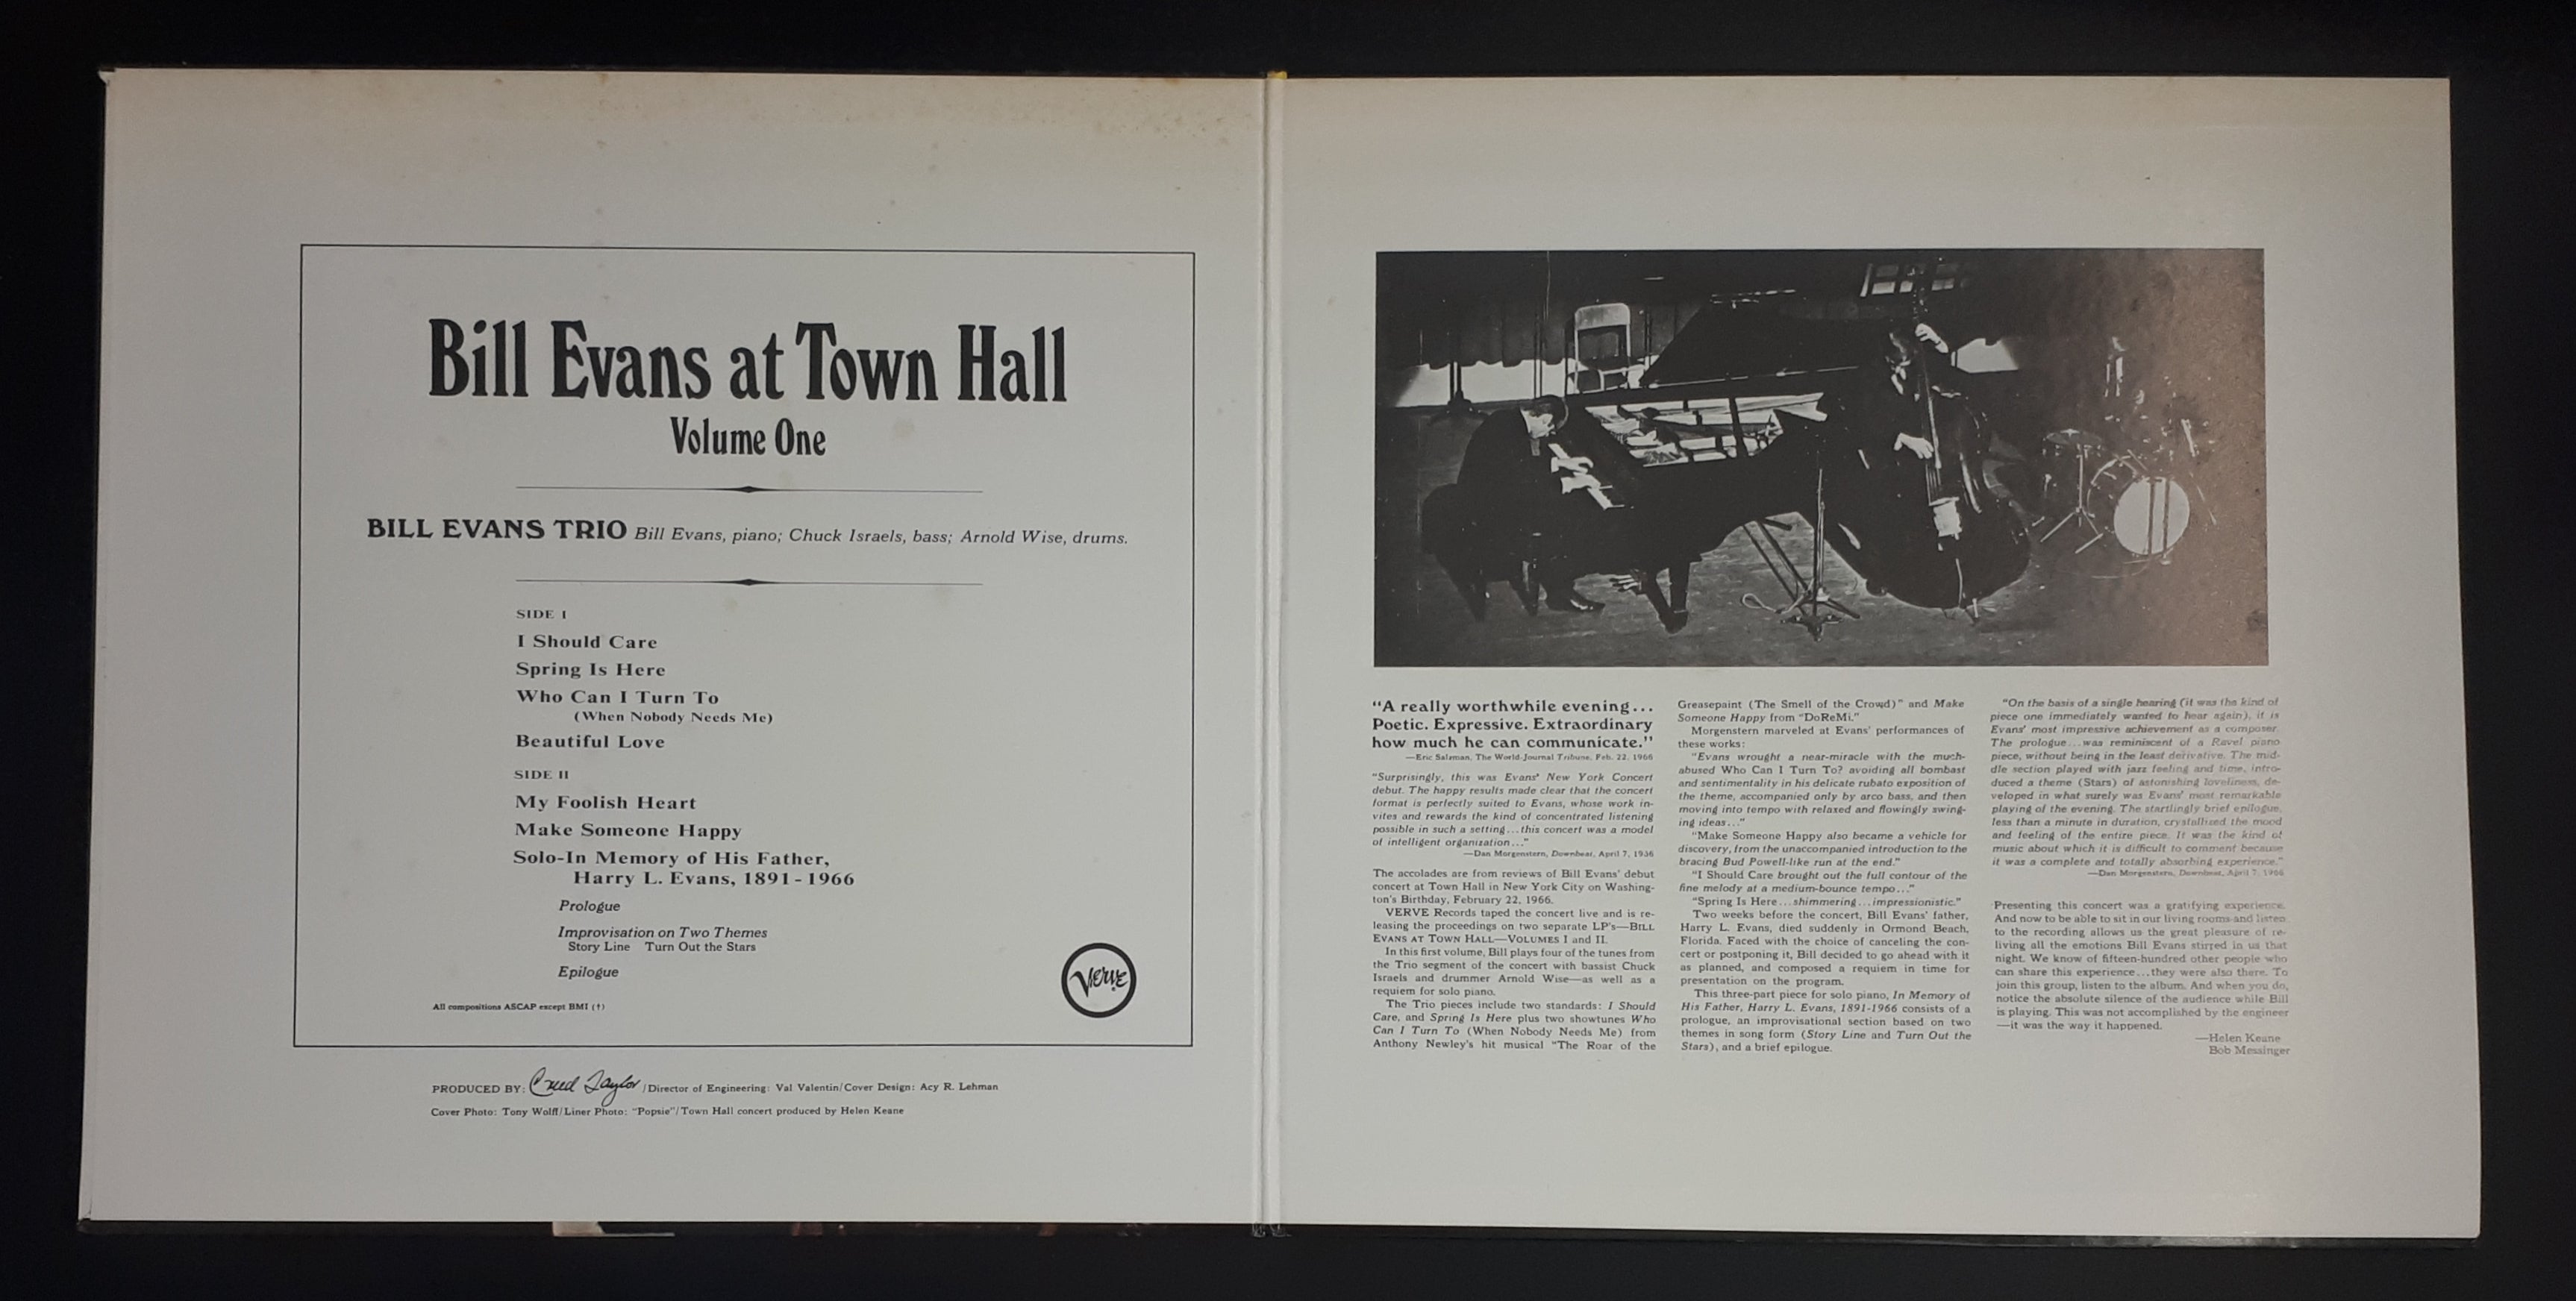 Bill Evans at Town Hall
Volume One
BILL EVANS TRIO Bill Evans, piano; Chuck Israels, bass; Arnold Wise, drums.
SIDE I
I Should Care
Spring Is Here
Who Can I Turn To
(When Nobody Needs Me)
Beautiful Love
SIDE II
My Foolish Heart
Make Someone Happy
Solo-In Memory of His Father,
Harry L. Evans, 1891-1966
Prologue
Improvisation on Two Themes
Story Line Turn Out the Stars
Epilogue
All compositions ASCAP except BMI (†)
Verve
PRODUCED BY: Creed Taylor/Director of Engineering: Val Valentin/Cover Design: Acy R. Lehman
Cover Photo: Tony Wolff/Liner Photo: "Popsie"/Town Hall concert produced by Helen Keane
"A really worthwhile evening...
Poetic. Expressive. Extraordinary
how much he can communicate."
—Eric Salzman, The World-Journal Tribune, Feb. 22, 1966
"Surprisingly, this was Evans' New York Concert
debut. The happy results made clear that the concert
format is perfectly suited to Evans, whose work in-
vites and rewards the kind of concentrated listening
possible in such a setting...this concert was a model
of intelligent organization..."
—Dan Morgenstern, Downbeat, April 7, 1966
The accolades are from reviews of Bill Evans' debut
concert at Town Hall in New York City on Washing-
ton's Birthday, February 22, 1966.
VERVE Records taped the concert live and is re-
leasing the proceedings on two separate LP's—BILL
EVANS AT TOWN HALL—VOLUMES I and II.
In this first volume, Bill plays four of the tunes from
the Trio segment of the concert with bassist Chuck
Israels and drummer Arnold Wise—as well as a
requiem for solo piano.
The Trio pieces include two standards: I Should
Care, and Spring Is Here plus two showtunes Who
Can I Turn To (When Nobody Needs Me) from
Anthony Newley's hit musical "The Roar of the
Greasepaint (The Smell of the Crowd)" and Make
Someone Happy from "DoReMi."
Morgenstern marveled at Evans' performances of
these works:
"Evans wrought a near-miracle with the much-
abused Who Can I Turn To? avoiding all bombast
and sentimentality in his delicate rubato exposition of
the theme, accompanied only by arco bass, and then
moving into tempo with relaxed and flowingly swing-
ing ideas..."
"Make Someone Happy also became a vehicle for
discovery, from the unaccompanied introduction to the
bracing Bud Powell-like run at the end."
"I Should Care brought out the full contour of the
fine melody at a medium-bounce tempo..."
"Spring Is Here...shimmering...impressionistic."
Two weeks before the concert, Bill Evans' father,
Harry L. Evans, died suddenly in Ormond Beach,
Florida. Faced with the choice of canceling the con-
cert or postponing it, Bill decided to go ahead with it
as planned, and composed a requiem in time for
presentation on the program.
This three-part piece for solo piano, In Memory of
His Father, Harry L. Evans, 1891-1966 consists of a
prologue, an improvisational section based on two
themes in song form (Story Line and Turn Out the
Stars), and a brief epilogue.
"On the basis of a single hearing (it was the kind of
piece one immediately wanted to hear again), it is
Evans' most impressive achievement as a composer.
The prologue...was reminiscent of a Ravel piano
piece, without being in the least derivative. The mid-
dle section played with jazz feeling and time, intro-
duced a theme (Stars) of astonishing loveliness, de-
veloped in what surely was Evans' most remarkable
playing of the evening. The startlingly brief epilogue,
less than a minute in duration, crystallized the mood
and feeling of the entire piece. It was the kind of
music about which it is difficult to comment because
it was a complete and totally absorbing experience."
—Dan Morgenstern, Downbeat, April 7, 1966
Presenting this concert was a gratifying experience.
And now to be able to sit in our living rooms and listen
to the recording allows us the great pleasure of re-
living all the emotions Bill Evans stirred in us that
night. We know of fifteen-hundred other people who
can share this experience...they were also there. To
join this group, listen to the album. And when you do,
notice the absolute silence of the audience while Bill
is playing. This was not accomplished by the engineer
—it was the way it happened.
—Helen Keane
Bob Messinger